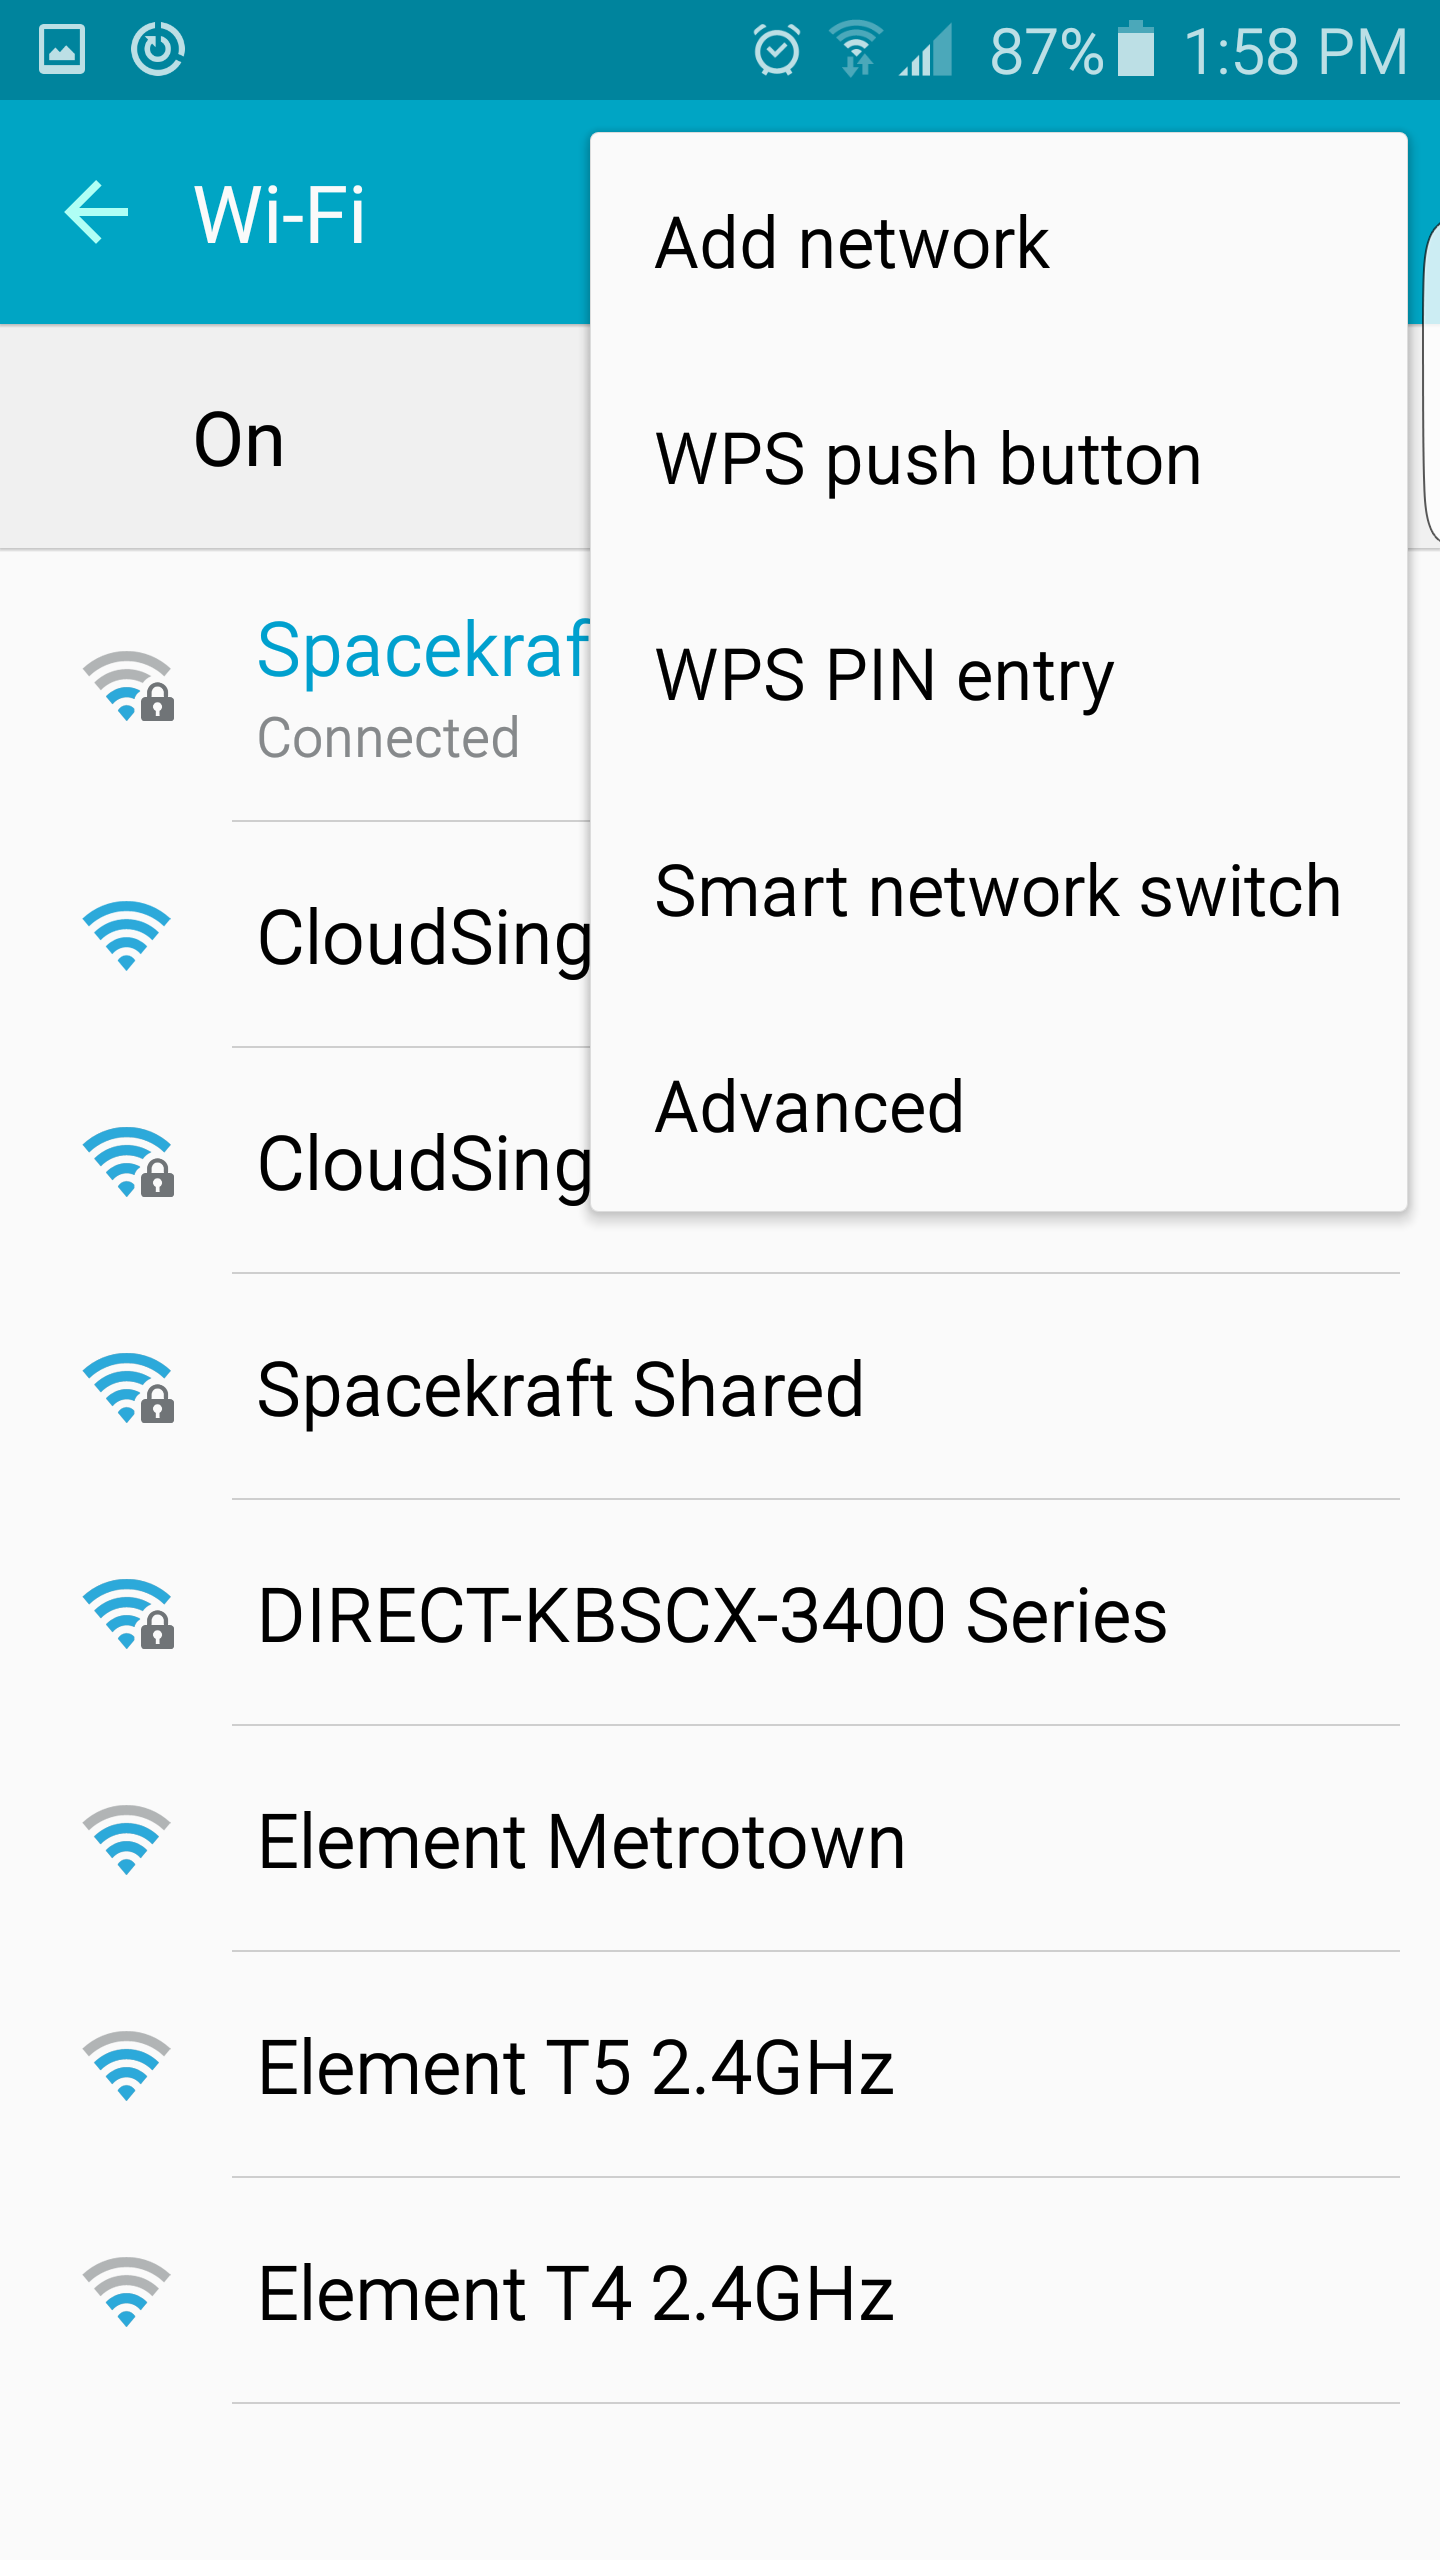 87% 1:58 PM
Wi-Fi
Add network
On
WPS push button
Spacekraf
Connected
WPS PIN entry
CloudSing
Smart network switch
CloudSing
Advanced
Spacekraft Shared
DIRECT-KBSCX-3400 Series
Element Metrotown
Element T5 2.4GHz
Element T4 2.4GHz